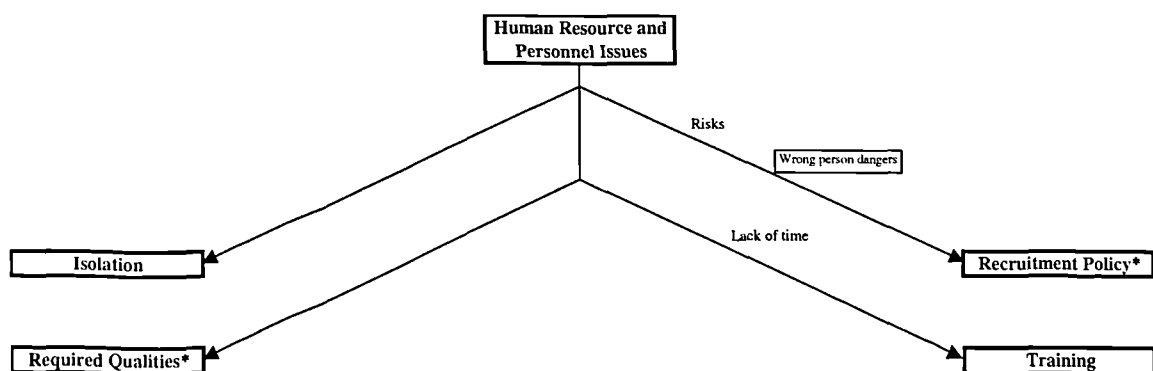 Human Resource and
Personnel Issues
Risks
Wrong person dangers
Lack of time
Isolation
Recruitment Policy*
Required Qualities*
Training